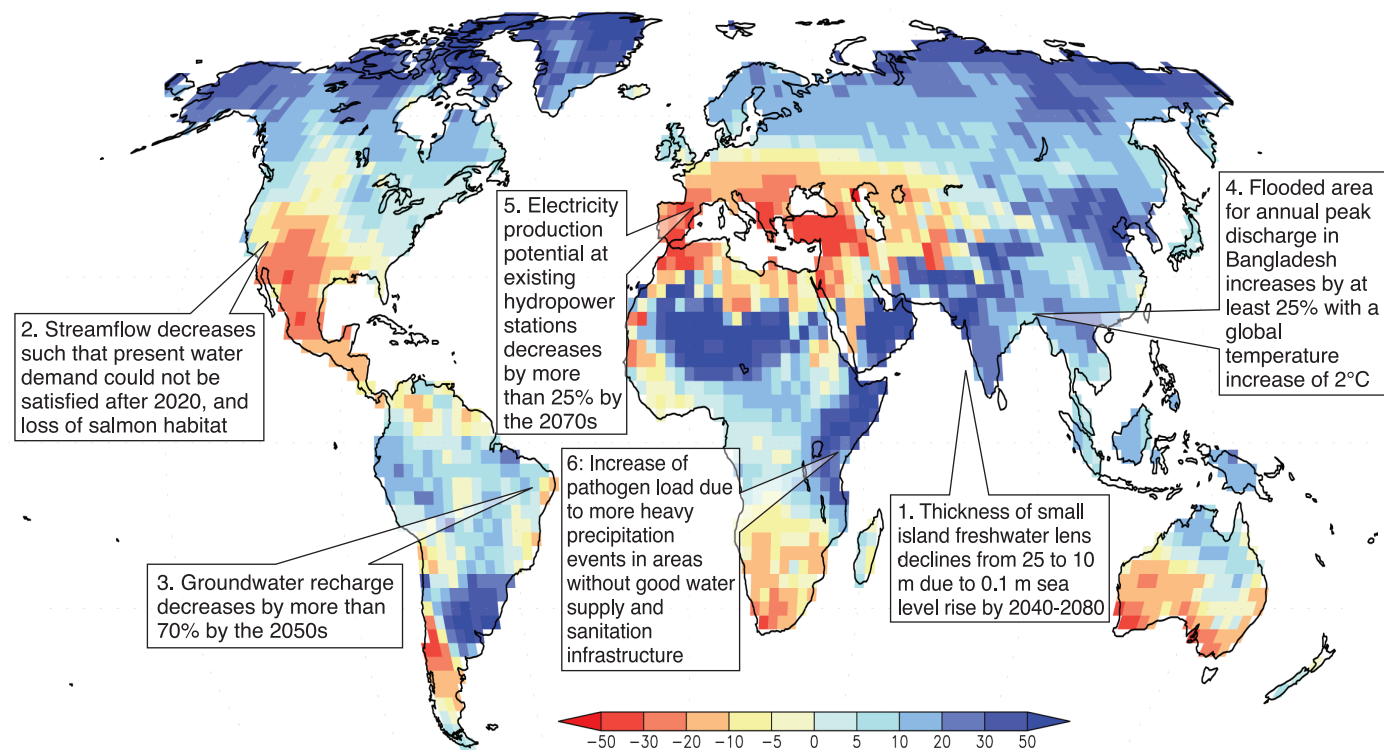 5. Electricity
production
potential at
existing
hydropower
stations
decreases
by more
than 25% by
the 2070s
4. Flooded area
for annual peak
discharge in
Bangladesh
increases by at
least 25% with a
global
temperature
increase of 2°C
2. Streamflow decreases
such that present water
demand could not be
satisfied after 2020, and
loss of salmon habitat
6: Increase of
pathogen load due
to more heavy
precipitation
events in areas
without good water
supply and
sanitation
infrastructure
1. Thickness of small
island freshwater lens
declines from 25 to 10
m due to 0.1 m sea
level rise by 2040-2080
3. Groundwater recharge
decreases by more than
70% by the 2050s
-50 -30 -20 -10 -5 0 5 10 20 30 50